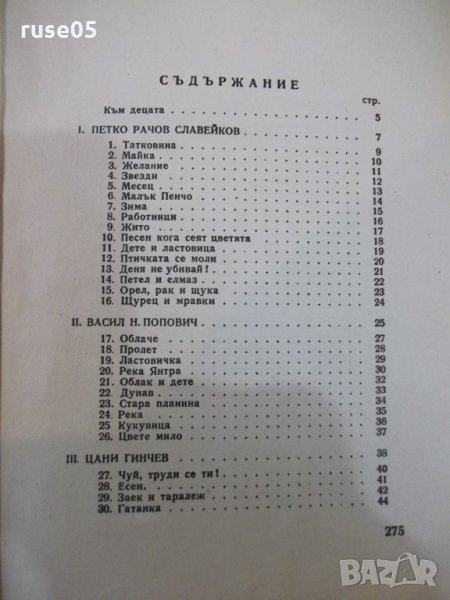 ruse05
СЪДЪРЖАНИЕ
стр.
Към децата 5
I. ПЕТКО РАЧОВ СЛАВЕЙКОВ 7
1. Татковина 9
2. Майка 10
3. Желание 11
4. Звезди 12
5. Месец 13
6. Малък Пенчо 14
7. Зима 15
8. Работници 16
9. Жито 17
10. Песен кога сеят цветята 18
11. Дете и ластовица 19
12. Птичката се моли 20
13. Деня не убивай! 21
14. Петел и елмаз 22
15. Орел, рак и щука 23
16. Щурец и мравки 24
II. ВАСИЛ Н. ПОПОВИЧ 25
17. Облаче 27
18. Пролет 28
19. Ластовичка 29
20. Река Янтра 30
21. Облак и дете 32
22. Дунав 33
23. Стара планина 34
24. Река 35
25 Кукувица 36
26. Цвете мило 37
III. ЦАНИ ГИНЧЕВ 38
27. Чуй, труди се ти! 40
28. Есен. 41
29. Заек и таралеж 42
30. Гатанка 44
275
BAZAR.bg